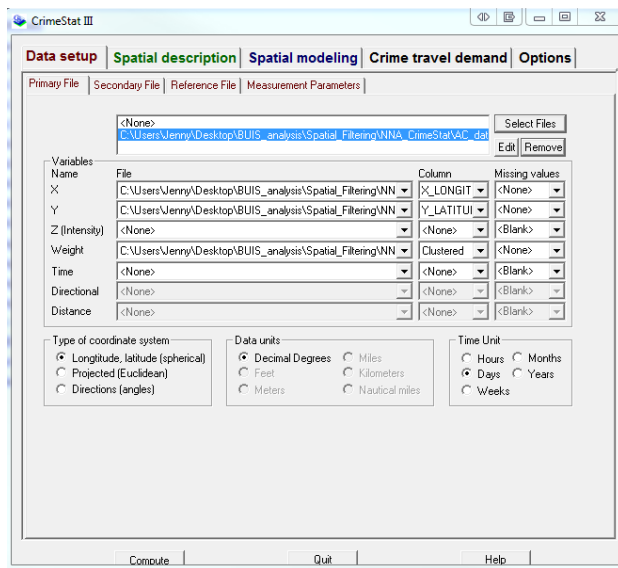 CrimeStat III
Data setup Spatial description Spatial modeling Crime travel demand Options
Primary File Secondary File Reference File Measurement Parameters
<None>
C:\Users\Jenny\Desktop\BUIS_analysis\Spatial_Filtering\NNA_CrimeStat\AC_dat
Select Files
Edit Remove
Variables
Name File Column Missing values
X C:\Users\Jenny\Desktop\BUIS_analysis\Spatial_Filtering\NN X_LONGIT <None>
Y C:\Users\Jenny\Desktop\BUIS_analysis\Spatial_Filtering\NN Y_LATITUI <None>
Z (Intensity) <None> <None> <Blank>
Weight C:\Users\Jenny\Desktop\BUIS_analysis\Spatial_Filtering\NN Clustered <None>
Time <None> <None> <Blank>
Directional <None> <None> <Blank>
Distance <None> <None> <Blank>
Type of coordinate system Data units Time Unit
Longtitude, latitude (spherical) Decimal Degrees Miles Hours Months
Projected (Euclidean) Feet Kilometers Days Years
Directions (angles) Meters Nautical miles Weeks
Compute Quit Help